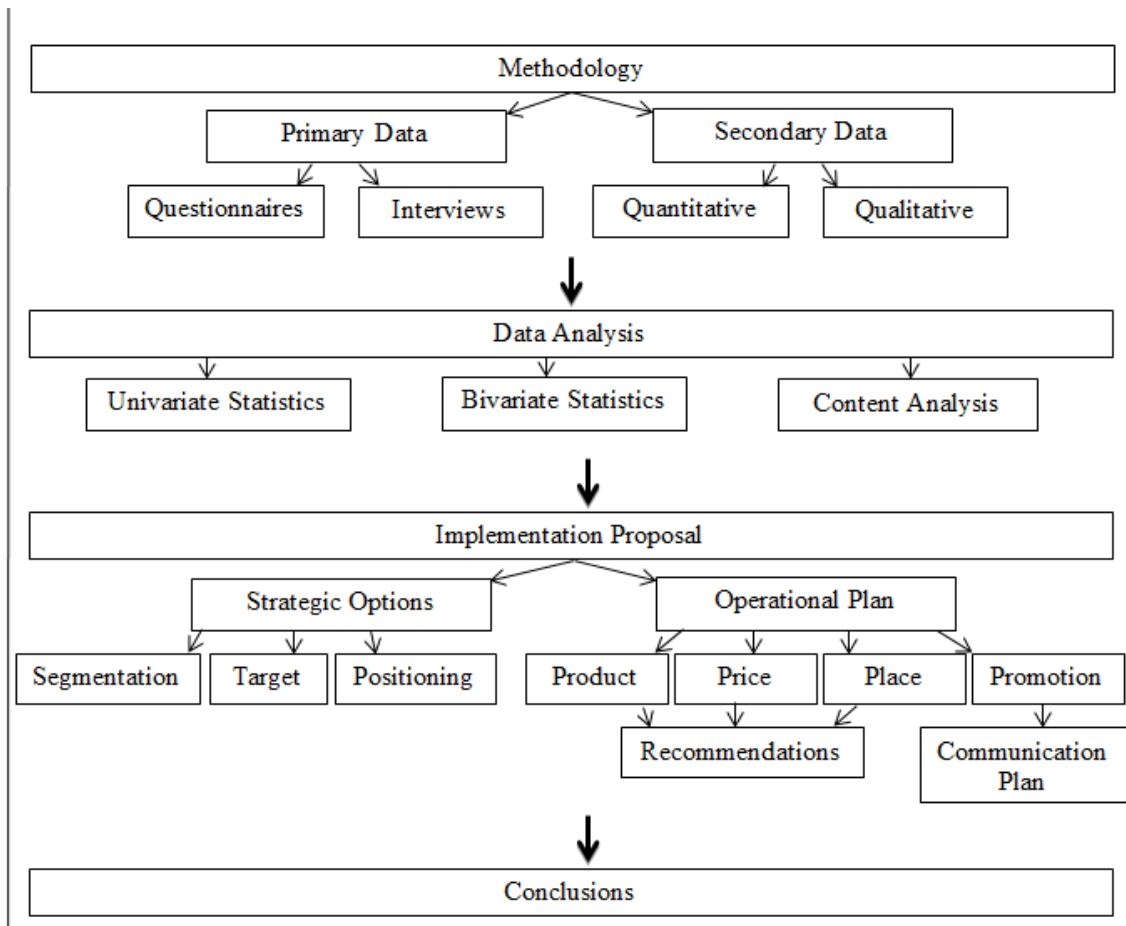 Methodology
Primary Data
Secondary Data
Questionnaires
Interviews
Quantitative
Qualitative
Data Analysis
Univariate Statistics
Bivariate Statistics
Content Analysis
Implementation Proposal
Strategic Options
Operational Plan
Segmentation
Target
Positioning
Product
Price
Place
Promotion
Recommendations
Communication
Plan
Conclusions